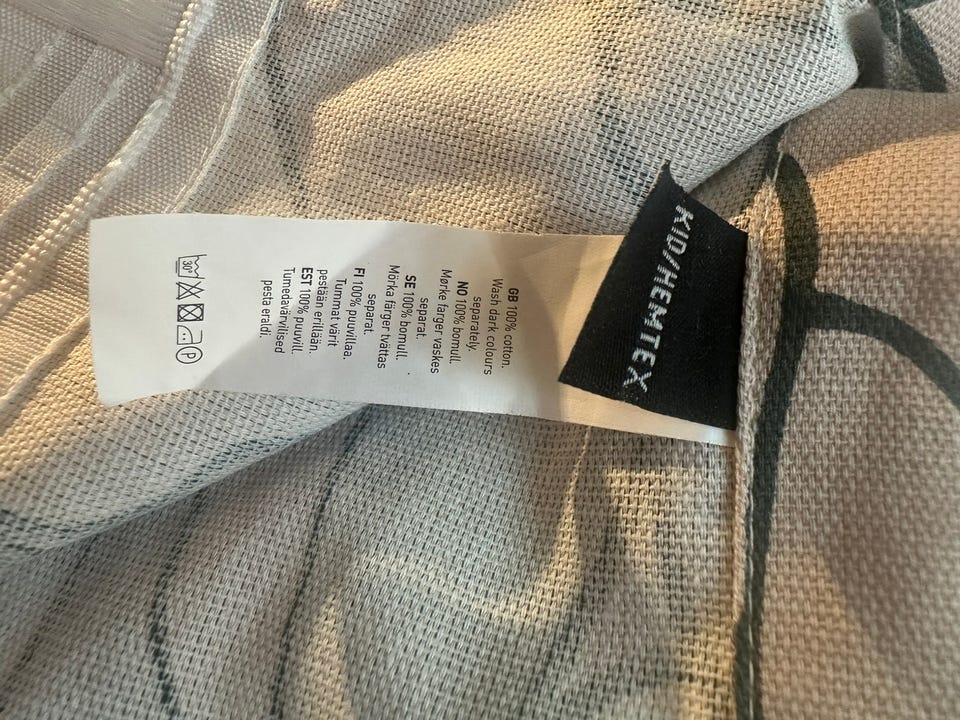 KID/HEMTEX
GB 100% cotton.
Wash dark colours
separately.
NO 100% bomull.
Mørke farger vaskes
separat.
SE 100% bomull.
Mörka färger tvättas
separat.
FI 100% puuvillaa.
Tummat värit
pestään erillään.
EST 100% puuvill.
Tumedavärvilised
pesta eraldi.
30°
P